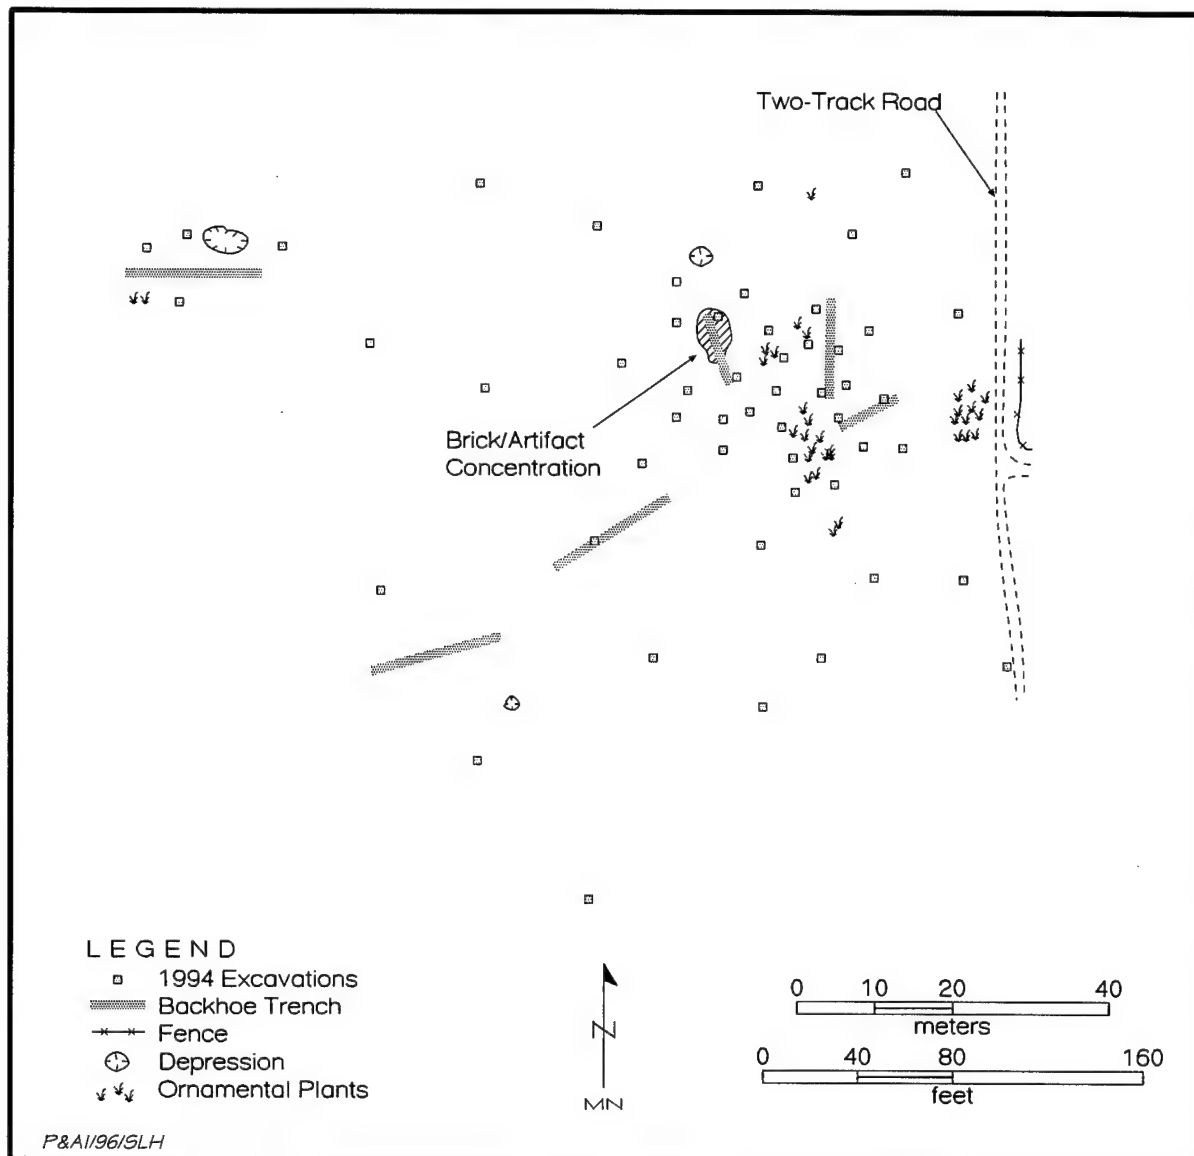 Two-Track Road
Brick/Artifact
Concentration
LEGEND
1994 Excavations
Backhoe Trench
Fence
Depression
Ornamental Plants
N
MN
0 10 20 40
meters
0 40 80 160
feet
P&AI/96/SLH